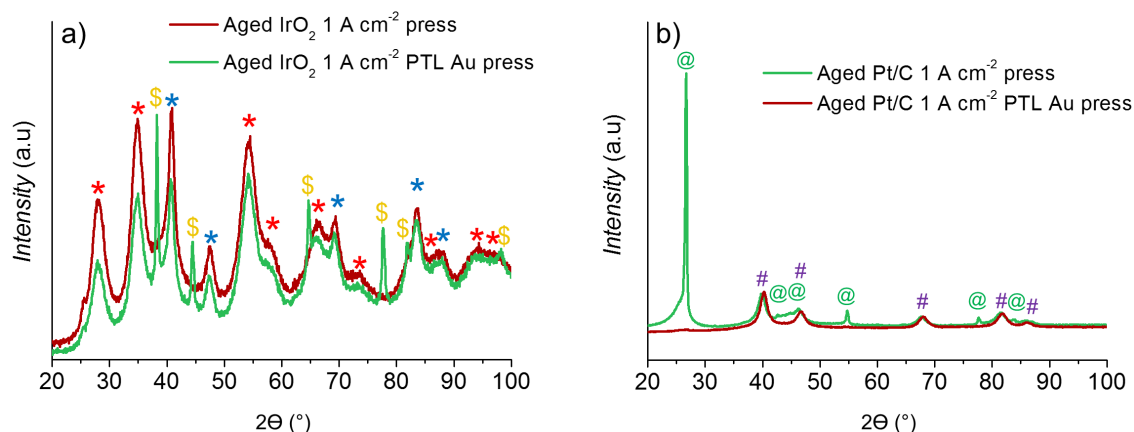 a)
Aged IrO₂ 1 A cm⁻² press
Aged IrO₂ 1 A cm⁻² PTL Au press
* * $ * * $ * * $ * * * $ $ * * * * * $
Intensity (a.u)
20 30 40 50 60 70 80 90 100
2Θ (°)
b)
@
Aged Pt/C 1 A cm⁻² press
Aged Pt/C 1 A cm⁻² PTL Au press
# @ @ # @ # @ # @ #
Intensity (a.u)
20 30 40 50 60 70 80 90 100
2Θ (°)